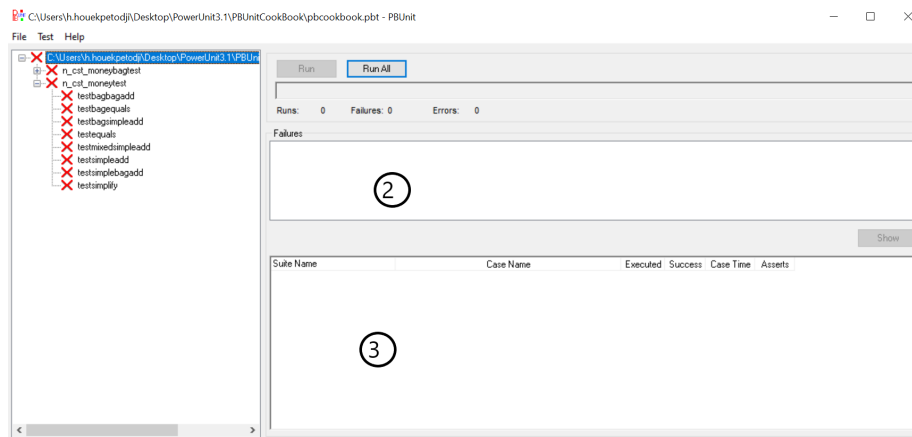 C:\Users\h.houekpetodji\Desktop\PowerUnit3.1\PBUnitCookBook\pbcookbook.pbt - PBUnit
File Test Help
C:\Users\h.houekpetodji\Desktop\PowerUnit3.1\PBUni
n_cst_moneybagtest
n_cst_moneytest
testbagbagadd
testbagequals
testbagsimpleadd
testequals
testmixedsimpleadd
testsimpleadd
testsimplebagadd
testsimplify
Run Run All
Runs: 0 Failures: 0 Errors: 0
Failures
2
Show
Suite Name Case Name Executed Success Case Time Asserts
3